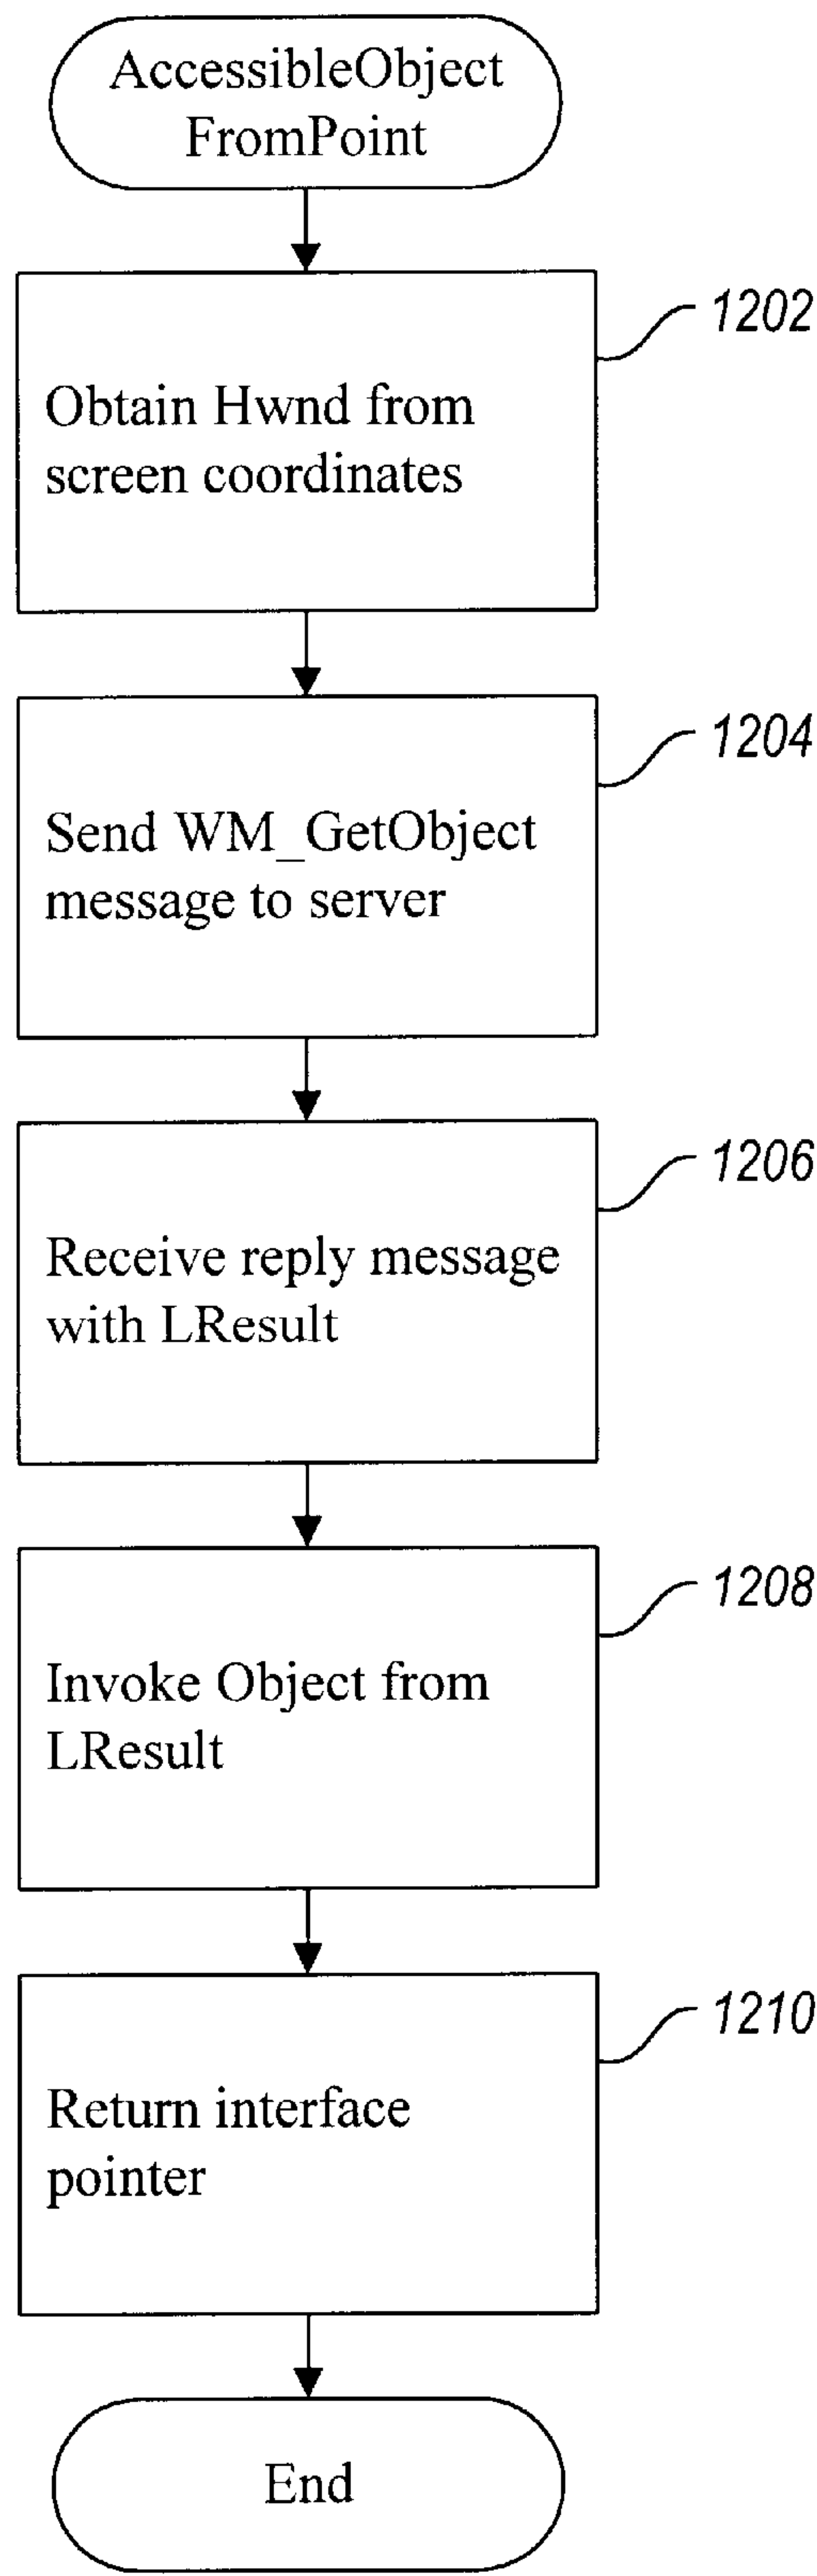 AccessibleObject
FromPoint
1202
Obtain Hwnd from
screen coordinates
1204
Send WM_GetObject
message to server
1206
Receive reply message
with LResult
1208
Invoke Object from
LResult
1210
Return interface
pointer
End